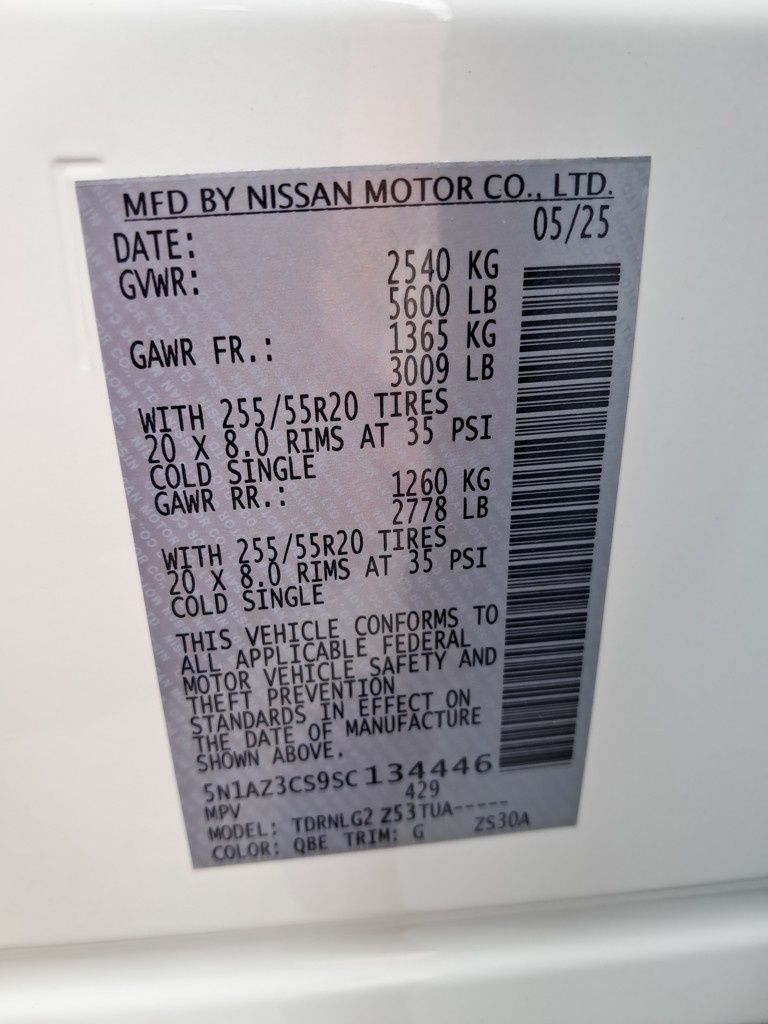 MFD BY NISSAN MOTOR CO., LTD.
DATE: 05/25
GVWR: 2540 KG
5600 LB
GAWR FR.: 1365 KG
3009 LB
WITH 255/55R20 TIRES
20 X 8.0 RIMS AT 35 PSI
COLD SINGLE
GAWR RR.: 1260 KG
2778 LB
WITH 255/55R20 TIRES
20 X 8.0 RIMS AT 35 PSI
COLD SINGLE
THIS VEHICLE CONFORMS TO
ALL APPLICABLE FEDERAL
MOTOR VEHICLE SAFETY AND
THEFT PREVENTION
STANDARDS IN EFFECT ON
THE DATE OF MANUFACTURE
SHOWN ABOVE.
5N1AZ3CS9SC134446
MPV 429
MODEL: TDRNLG2 Z53TUA-----
COLOR: QBE TRIM: G ZS30A